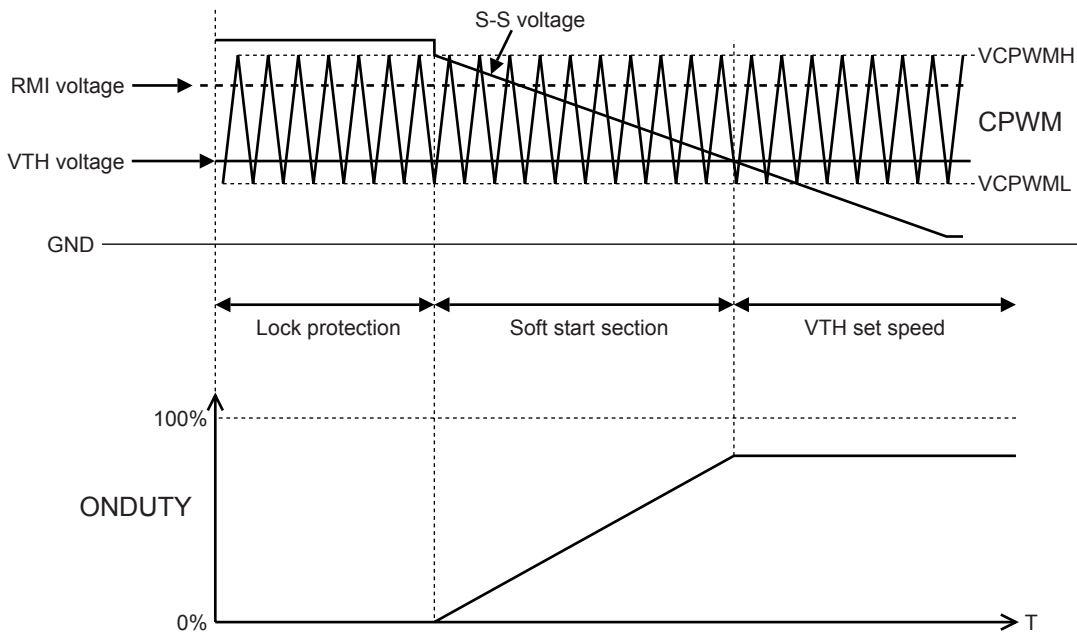 S-S voltage
VCPWMH
RMI voltage
CPWM
VTH voltage
VCPWML
GND
Lock protection
Soft start section
VTH set speed
100%
ONDUTY
0%
T